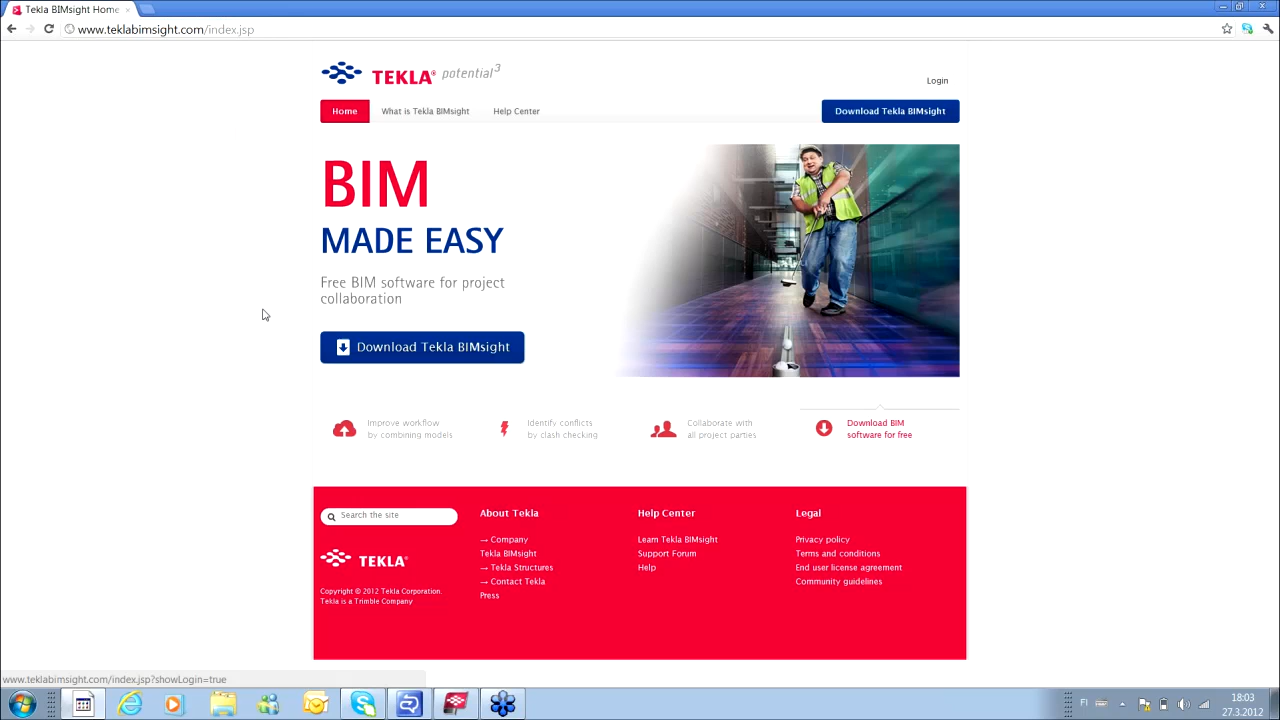 Tekla BIMsight Home
www.teklabimsight.com/index.jsp
TEKLA® potential3
Login
Home
What is Tekla BIMsight
Help Center
Download Tekla BIMsight
BIM
MADE EASY
Free BIM software for project
collaboration
Download Tekla BIMsight
Improve workflow
by combining models
Identify conflicts
by clash checking
Collaborate with
all project parties
Download BIM
software for free
Search the site
TEKLA®
Copyright © 2012 Tekla Corporation.
Tekla is a Trimble Company
About Tekla
→ Company
Tekla BIMsight
→ Tekla Structures
→ Contact Tekla
Press
Help Center
Learn Tekla BIMsight
Support Forum
Help
Legal
Privacy policy
Terms and conditions
End user license agreement
Community guidelines
www.teklabimsight.com/index.jsp?showLogin=true
FI
18:03
27.3.2012